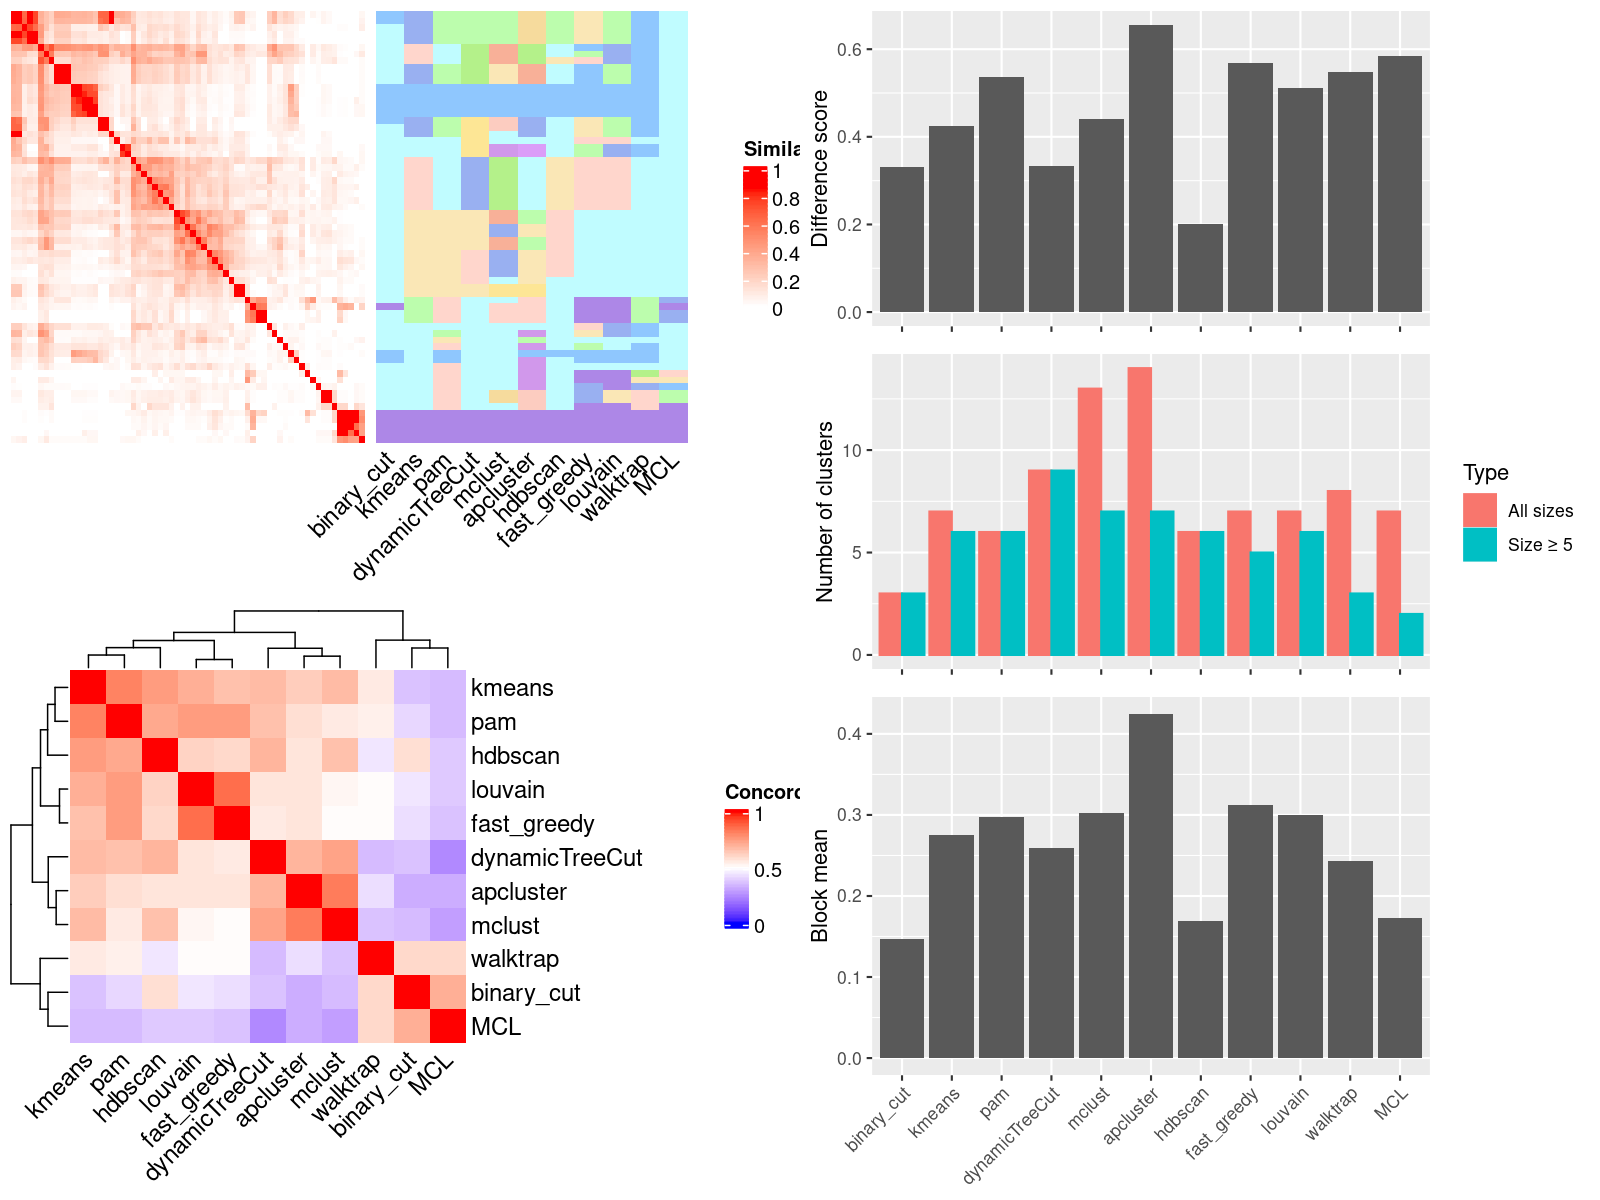 Simila
1
0.8
0.6
0.4
0.2
0
binary_cut
kmeans
pam
dynamicTreeCut
mclust
apcluster
hdbscan
fast_greedy
louvain
walktrap
MCL
kmeans
pam
hdbscan
louvain
fast_greedy
dynamicTreeCut
apcluster
mclust
walktrap
binary_cut
MCL
Concord
1
0.5
0
kmeans
pam
hdbscan
louvain
fast_greedy
dynamicTreeCut
apcluster
mclust
walktrap
binary_cut
MCL
Difference score
0.6
0.4
0.2
0.0
Number of clusters
10
5
0
Type
All sizes
Size ≥ 5
Block mean
0.4
0.3
0.2
0.1
0.0
binary_cut
kmeans
pam
dynamicTreeCut
mclust
apcluster
hdbscan
fast_greedy
louvain
walktrap
MCL